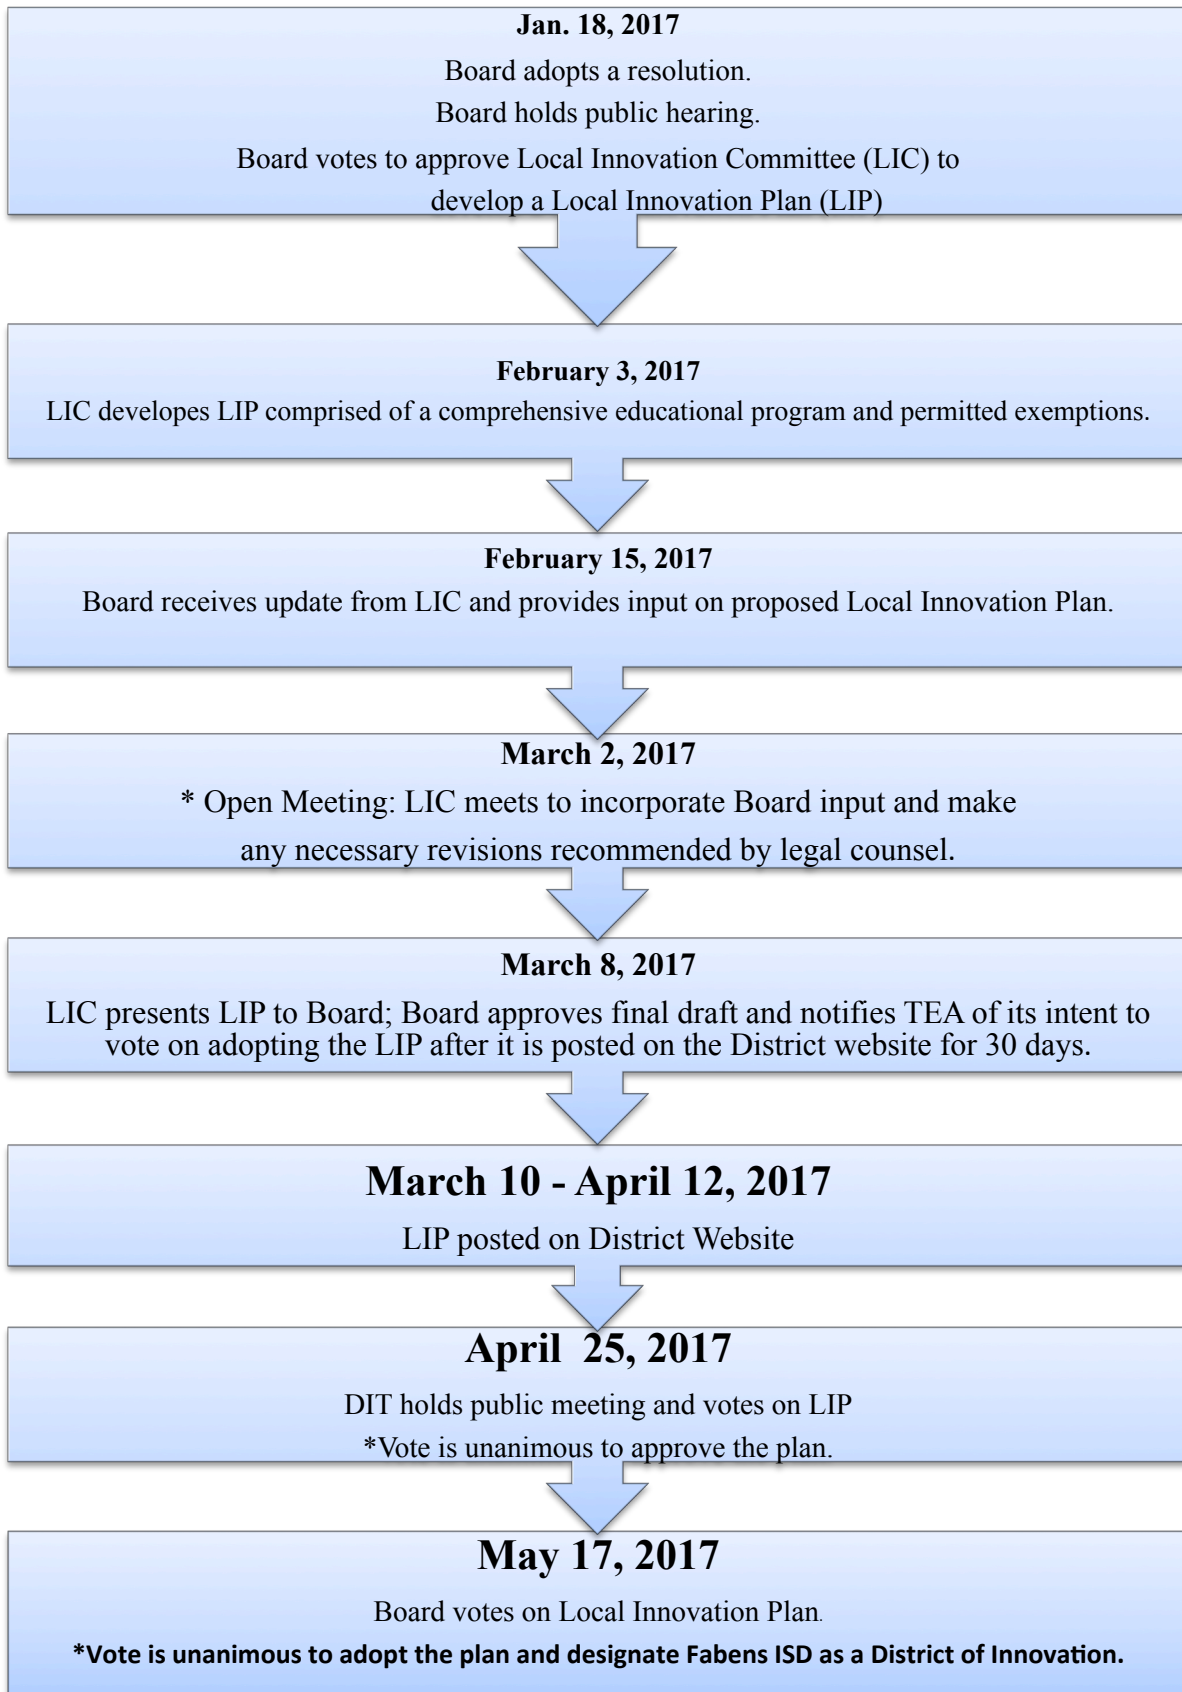 Jan. 18, 2017
Board adopts a resolution.
Board holds public hearing.
Board votes to approve Local Innovation Committee (LIC) to
develop a Local Innovation Plan (LIP)
February 3, 2017
LIC developes LIP comprised of a comprehensive educational program and permitted exemptions.
February 15, 2017
Board receives update from LIC and provides input on proposed Local Innovation Plan.
March 2, 2017
* Open Meeting: LIC meets to incorporate Board input and make
any necessary revisions recommended by legal counsel.
March 8, 2017
LIC presents LIP to Board; Board approves final draft and notifies TEA of its intent to
vote on adopting the LIP after it is posted on the District website for 30 days.
March 10 - April 12, 2017
LIP posted on District Website
April  25, 2017
DIT holds public meeting and votes on LIP
*Vote is unanimous to approve the plan.
May 17, 2017
Board votes on Local Innovation Plan.
*Vote is unanimous to adopt the plan and designate Fabens ISD as a District of Innovation.